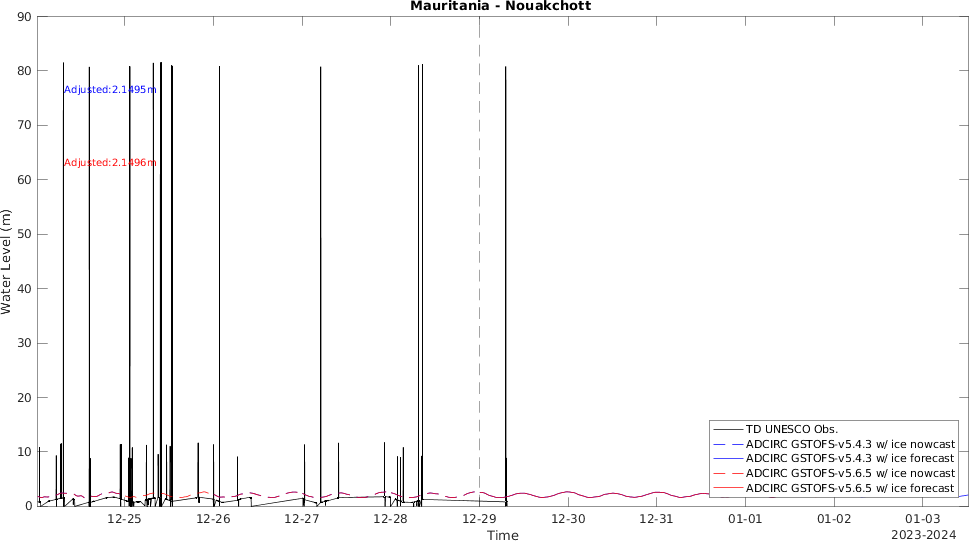 Mauritania - Nouakchott
90
80
70
60
50
40
30
20
10
0
Water Level (m)
Adjusted:2.1495m
Adjusted:2.1496m
TD UNESCO Obs.
ADCIRC GSTOFS-v5.4.3 w/ ice nowcast
ADCIRC GSTOFS-v5.4.3 w/ ice forecast
ADCIRC GSTOFS-v5.6.5 w/ ice nowcast
ADCIRC GSTOFS-v5.6.5 w/ ice forecast
12-25 12-26 12-27 12-28 12-29 12-30 12-31 01-01 01-02 01-03
Time
2023-2024